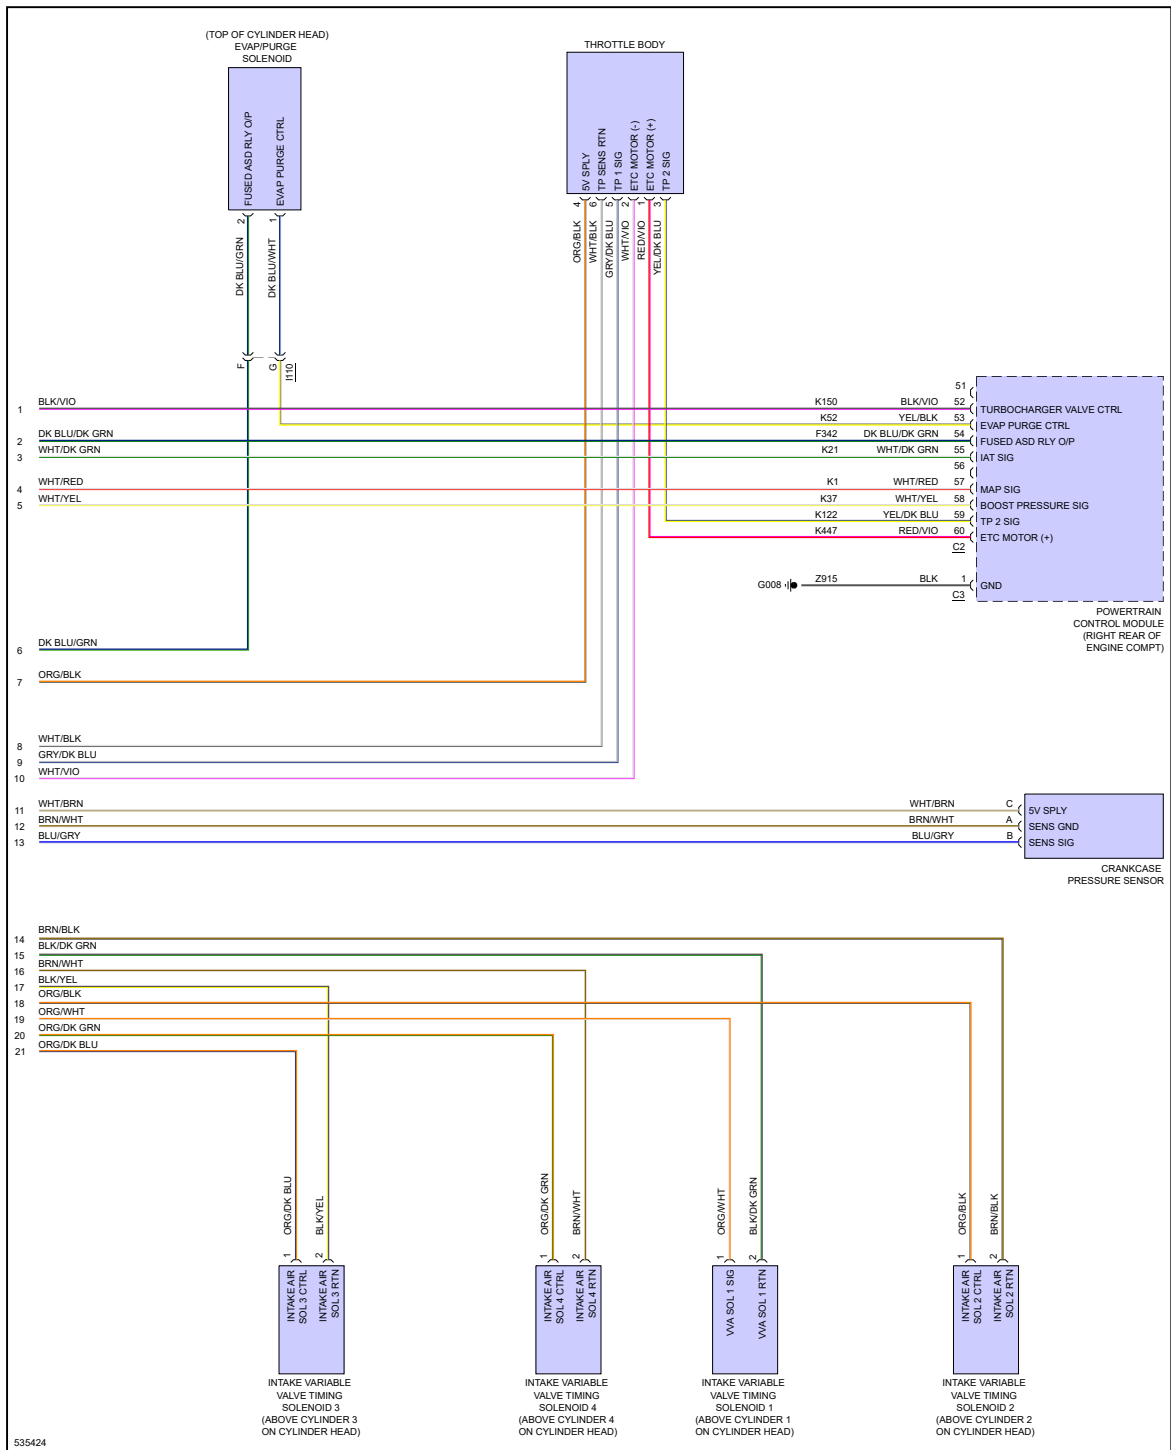 (TOP OF CYLINDER HEAD)
EVAP/PURGE
SOLENOID
FUSED ASD RLY O/P
EVAP PURGE CTRL
2
1
DK BLU/GRN
DK BLU/WHT
F
G
I110
THROTTLE BODY
5V SPLY
TP SENS RTN
TP 1 SIG
ETC MOTOR (-)
ETC MOTOR (+)
TP 2 SIG
4
6
5
2
1
3
ORG/BLK
WHT/BLK
GRY/DK BLU
WHT/VIO
RED/VIO
YEL/DK BLU
51
1 BLK/VIO K150 BLK/VIO 52 TURBOCHARGER VALVE CTRL
K52 YEL/BLK 53 EVAP PURGE CTRL
2 DK BLU/DK GRN F342 DK BLU/DK GRN 54 FUSED ASD RLY O/P
3 WHT/DK GRN K21 WHT/DK GRN 55 IAT SIG
56
4 WHT/RED K1 WHT/RED 57 MAP SIG
5 WHT/YEL K37 WHT/YEL 58 BOOST PRESSURE SIG
K122 YEL/DK BLU 59 TP 2 SIG
K447 RED/VIO 60 ETC MOTOR (+)
C2
G008 Z915 BLK 1 GND
C3
POWERTRAIN
CONTROL MODULE
(RIGHT REAR OF
ENGINE COMPT)
6 DK BLU/GRN
7 ORG/BLK
8 WHT/BLK
9 GRY/DK BLU
10 WHT/VIO
11 WHT/BRN WHT/BRN C 5V SPLY
12 BRN/WHT BRN/WHT A SENS GND
13 BLU/GRY BLU/GRY B SENS SIG
CRANKCASE
PRESSURE SENSOR
14 BRN/BLK
15 BLK/DK GRN
16 BRN/WHT
17 BLK/YEL
18 ORG/BLK
19 ORG/WHT
20 ORG/DK GRN
21 ORG/DK BLU
ORG/DK BLU
BLK/YEL
1
2
INTAKE AIR
SOL 3 CTRL
INTAKE AIR
SOL 3 RTN
INTAKE VARIABLE
VALVE TIMING
SOLENOID 3
(ABOVE CYLINDER 3
ON CYLINDER HEAD)
ORG/DK GRN
BRN/WHT
1
2
INTAKE AIR
SOL 4 CTRL
INTAKE AIR
SOL 4 RTN
INTAKE VARIABLE
VALVE TIMING
SOLENOID 4
(ABOVE CYLINDER 4
ON CYLINDER HEAD)
ORG/WHT
BLK/DK GRN
1
2
VVA SOL 1 SIG
VVA SOL 1 RTN
INTAKE VARIABLE
VALVE TIMING
SOLENOID 1
(ABOVE CYLINDER 1
ON CYLINDER HEAD)
ORG/BLK
BRN/BLK
1
2
INTAKE AIR
SOL 2 CTRL
INTAKE AIR
SOL 2 RTN
INTAKE VARIABLE
VALVE TIMING
SOLENOID 2
(ABOVE CYLINDER 2
ON CYLINDER HEAD)
535424